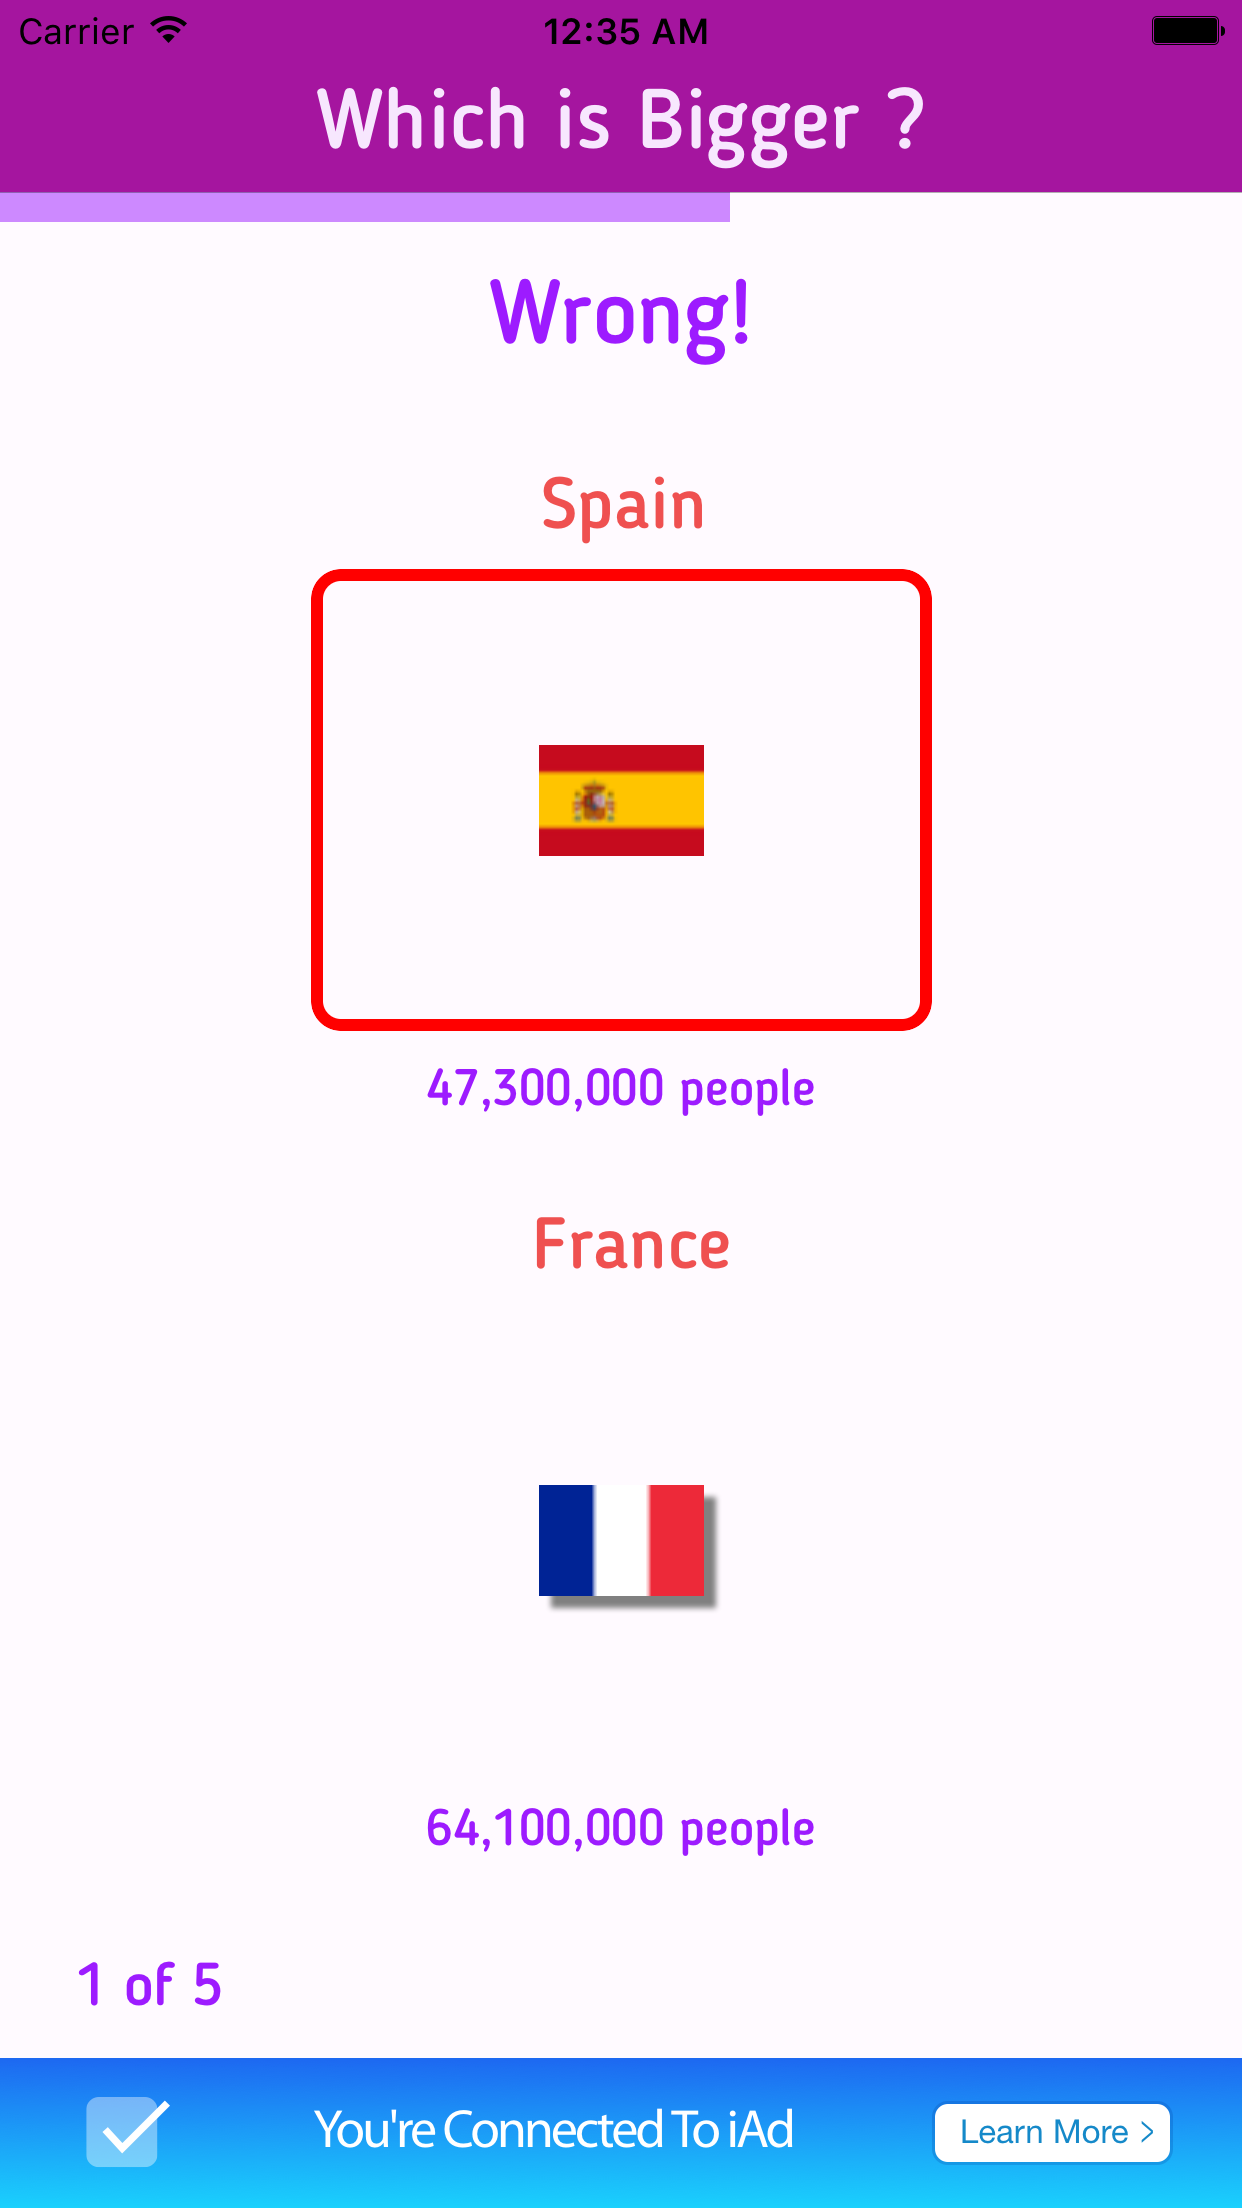 Carrier
12:35 AM
Which is Bigger ?
Wrong!
Spain
47,300,000 people
France
64,100,000 people
1 of 5
You're Connected To iAd
Learn More >